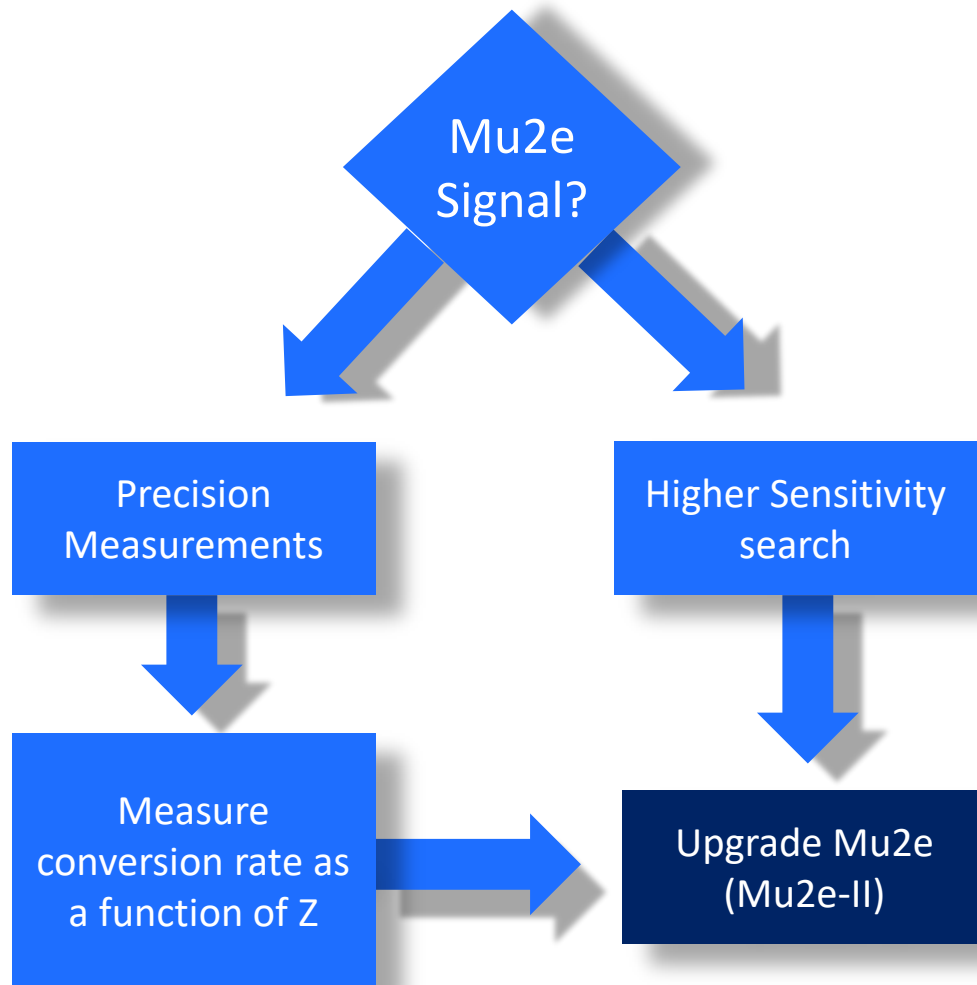 Mu2e
Signal?
Precision
Measurements
Higher Sensitivity
search
Measure
conversion rate as
a function of Z
Upgrade Mu2e
(Mu2e-II)